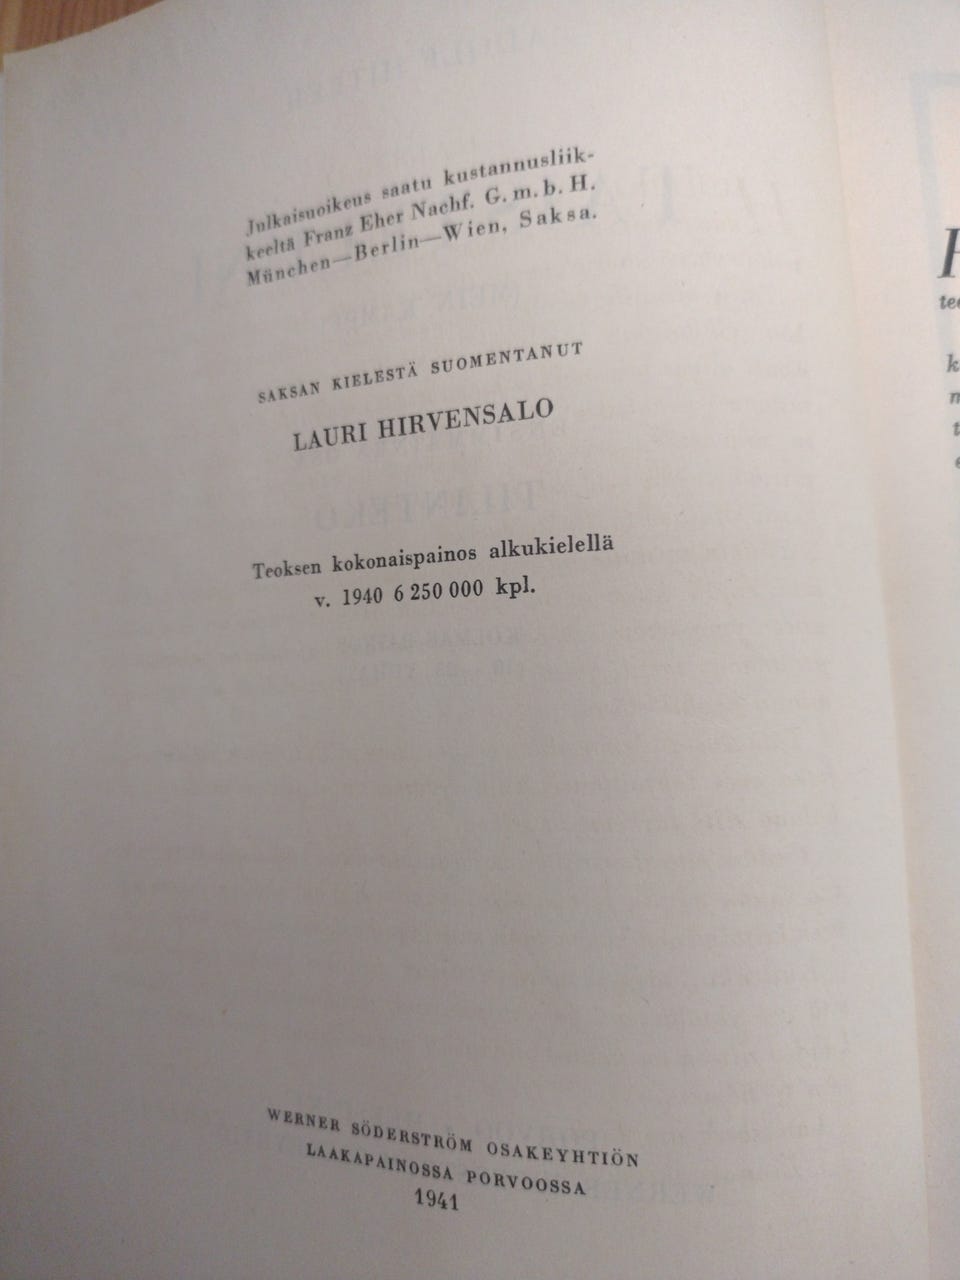 Julkaisuoikeus saatu kustannusliik-
keeltä Franz Eher Nachf. G. m. b. H.
München—Berlin—Wien, Saksa.
SAKSAN KIELESTÄ SUOMENTANUT
LAURI HIRVENSALO
Teoksen kokonaispainos alkukielellä
v. 1940 6 250 000 kpl.
WERNER SÖDERSTRÖM OSAKEYHTIÖN
LAAKAPAINOSSA PORVOOSSA
1941